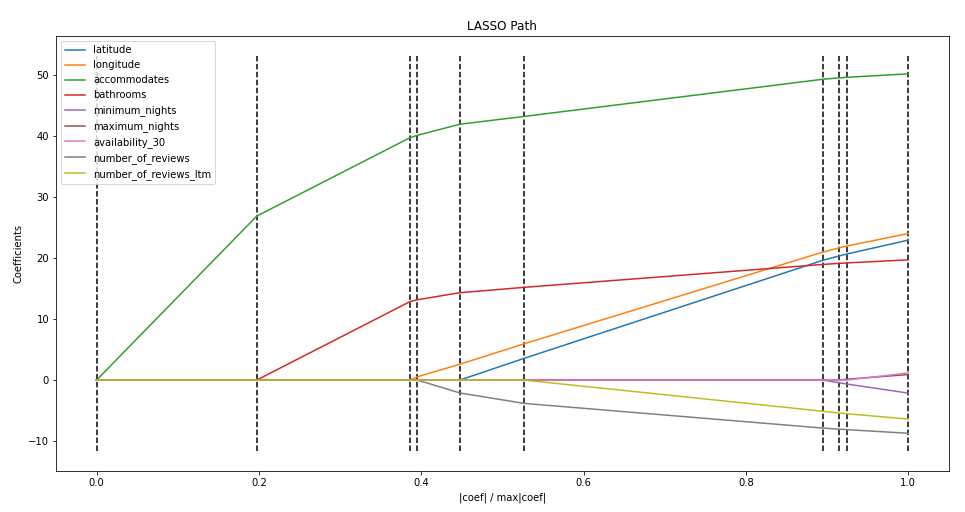 LASSO Path
latitude
longitude
accommodates
bathrooms
minimum_nights
maximum_nights
availability_30
number_of_reviews
number_of_reviews_ltm
Coefficients
50
40
30
20
10
0
−10
0.0 0.2 0.4 0.6 0.8 1.0
|coef| / max|coef|